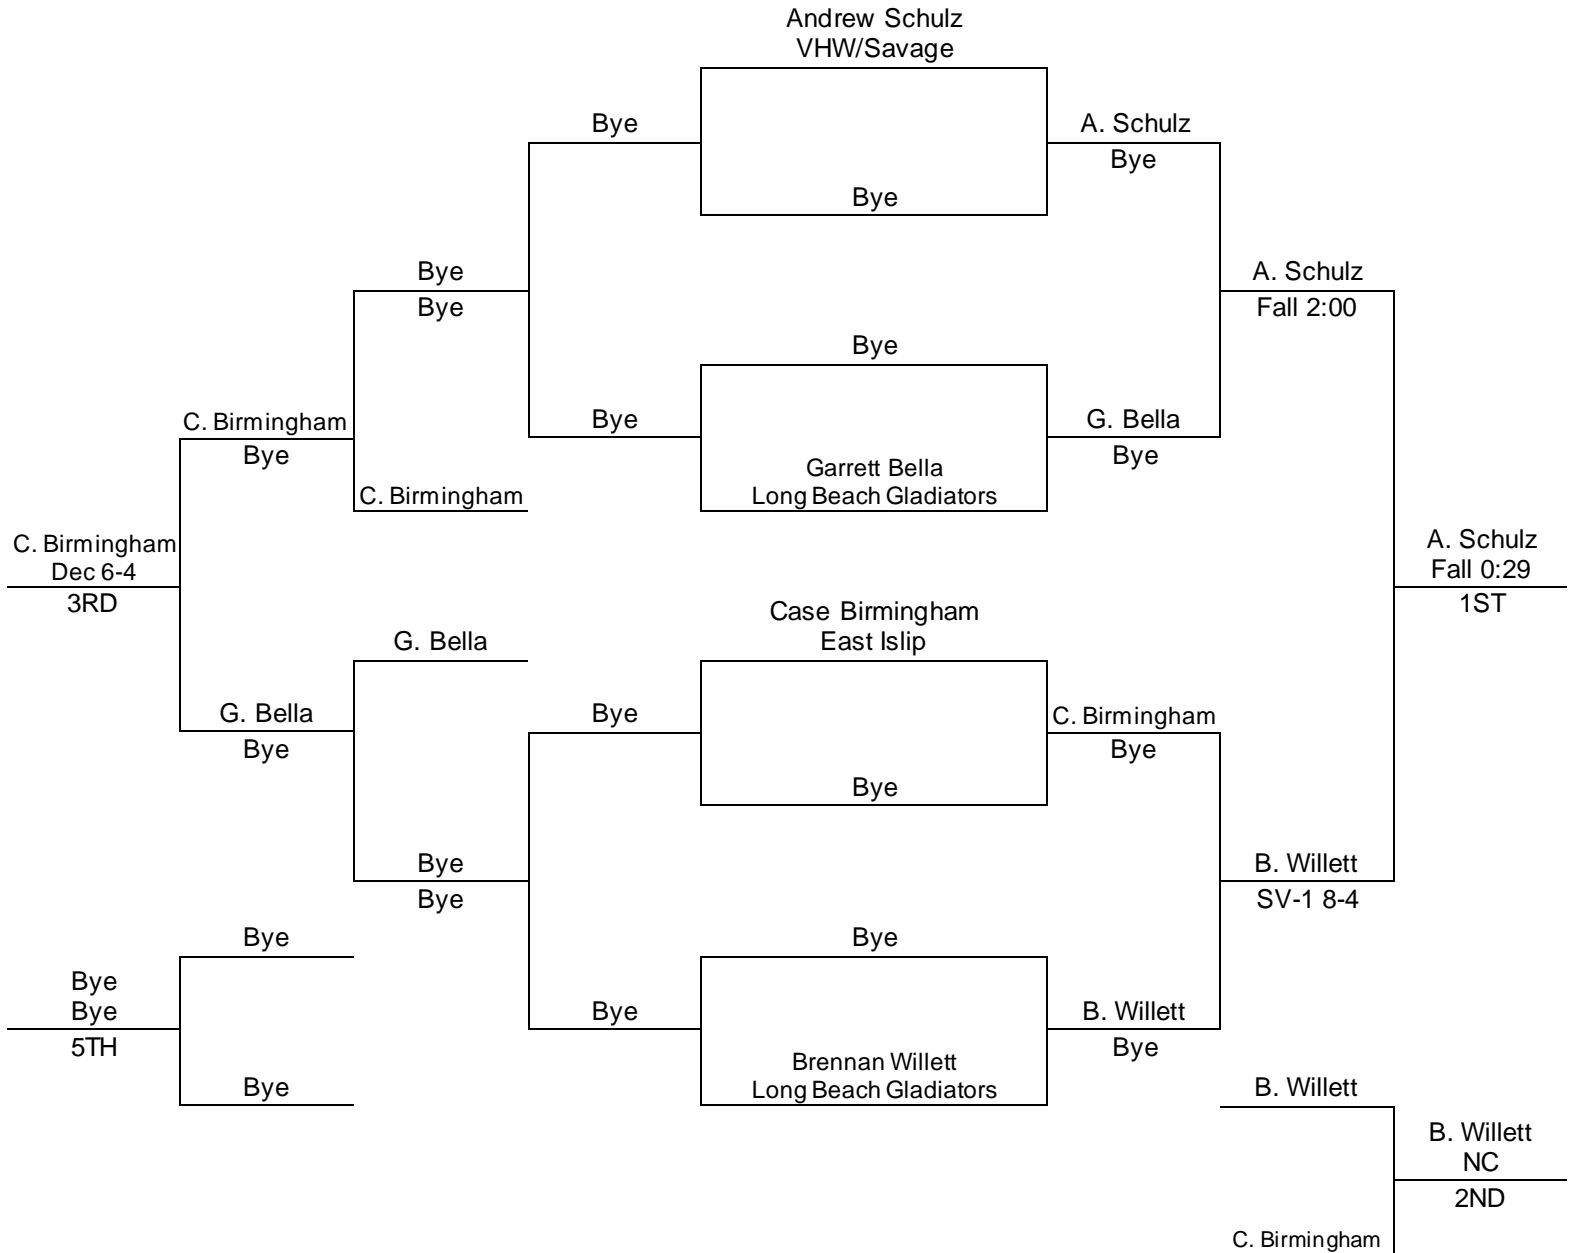 Andrew Schulz
VHW/Savage
Bye
A. Schulz
Bye
Bye
Bye
Bye
A. Schulz
Fall 2:00
Bye
C. Birmingham
Bye
Bye
G. Bella
Bye
Garrett Bella
Long Beach Gladiators
C. Birmingham
C. Birmingham
Dec 6-4
3RD
A. Schulz
Fall 0:29
1ST
Case Birmingham
East Islip
G. Bella
G. Bella
Bye
Bye
C. Birmingham
Bye
Bye
Bye
Bye
B. Willett
SV-1 8-4
Bye
Bye
Bye
Bye
5TH
Bye
B. Willett
Bye
Brennan Willett
Long Beach Gladiators
Bye
B. Willett
B. Willett
NC
2ND
C. Birmingham